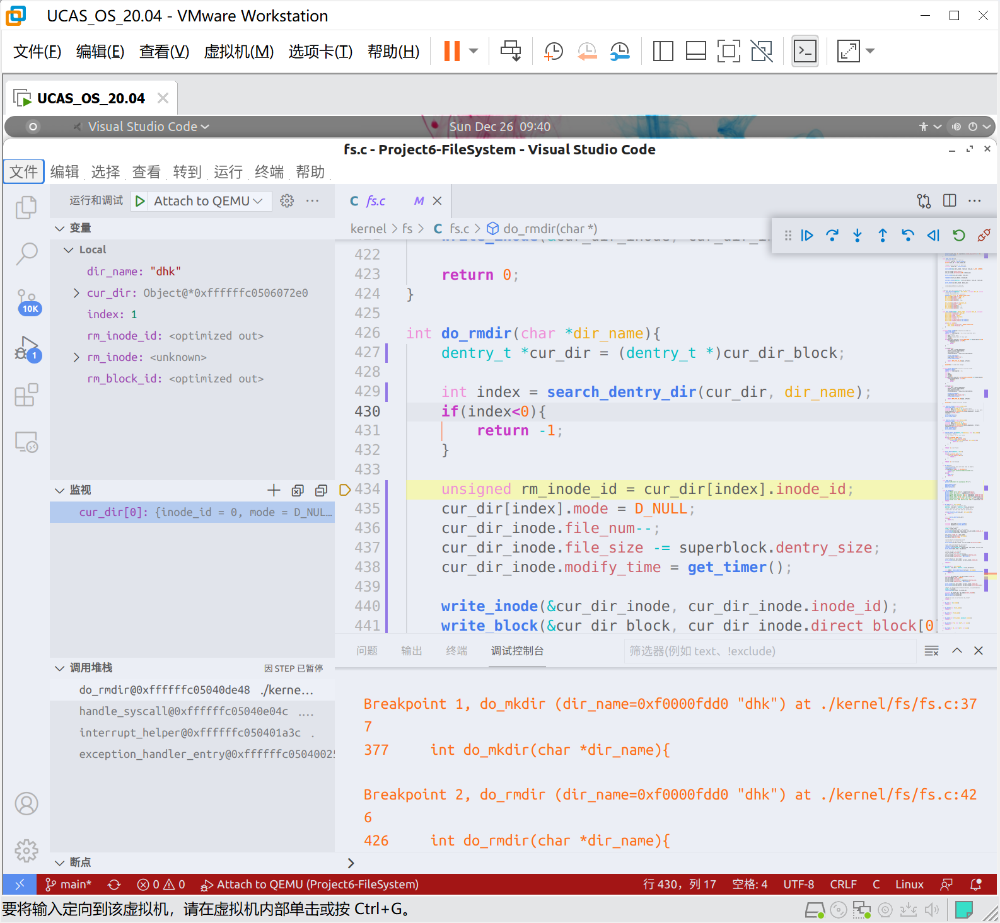 UCAS_OS_20.04 - VMware Workstation
文件(F) 编辑(E) 查看(V) 虚拟机(M) 选项卡(T) 帮助(H)
UCAS_OS_20.04
Visual Studio Code Sun Dec 26 09:40
fs.c - Project6-FileSystem - Visual Studio Code
文件 编辑 选择 查看 转到 运行 终端 帮助
运行和调试 Attach to QEMU
C fs.c M
变量
kernel > fs > C fs.c > do_rmdir(char *)
Local
dir_name: "dhk"
cur_dir: Object@*0xffffffc0506072e0
index: 1
rm_inode_id: <optimized out>
rm_inode: <unknown>
rm_block_id: <optimized out>
10K
1
监视
cur_dir[0]: {inode_id = 0, mode = D_NUL…
调用堆栈 因 STEP 已暂停
do_rmdir@0xffffffc05040de48 ./kerne...
handle_syscall@0xffffffc05040e04c ....
interrupt_helper@0xffffffc050401a3c .
exception_handler_entry@0xffffffc0504002
断点
422
423 return 0;
424 }
425
426 int do_rmdir(char *dir_name){
427 dentry_t *cur_dir = (dentry_t *)cur_dir_block;
428
429 int index = search_dentry_dir(cur_dir, dir_name);
430 if(index<0){
431 return -1;
432 }
433
434 unsigned rm_inode_id = cur_dir[index].inode_id;
435 cur_dir[index].mode = D_NULL;
436 cur_dir_inode.file_num--;
437 cur_dir_inode.file_size -= superblock.dentry_size;
438 cur_dir_inode.modify_time = get_timer();
439
440 write_inode(&cur_dir_inode, cur_dir_inode.inode_id);
441 write_block(&cur_dir_block, cur_dir_inode.direct_block[0
问题 输出 终端 调试控制台 筛选器(例如 text、!exclude)
Breakpoint 1, do_mkdir (dir_name=0xf0000fdd0 "dhk") at ./kernel/fs/fs.c:37
7
377 int do_mkdir(char *dir_name){
Breakpoint 2, do_rmdir (dir_name=0xf0000fdd0 "dhk") at ./kernel/fs/fs.c:42
6
426 int do_rmdir(char *dir_name){
main* 0 0 Attach to QEMU (Project6-FileSystem) 行 430，列 17 空格: 4 UTF-8 CRLF C Linux
要将输入定向到该虚拟机，请在虚拟机内部单击或按 Ctrl+G。